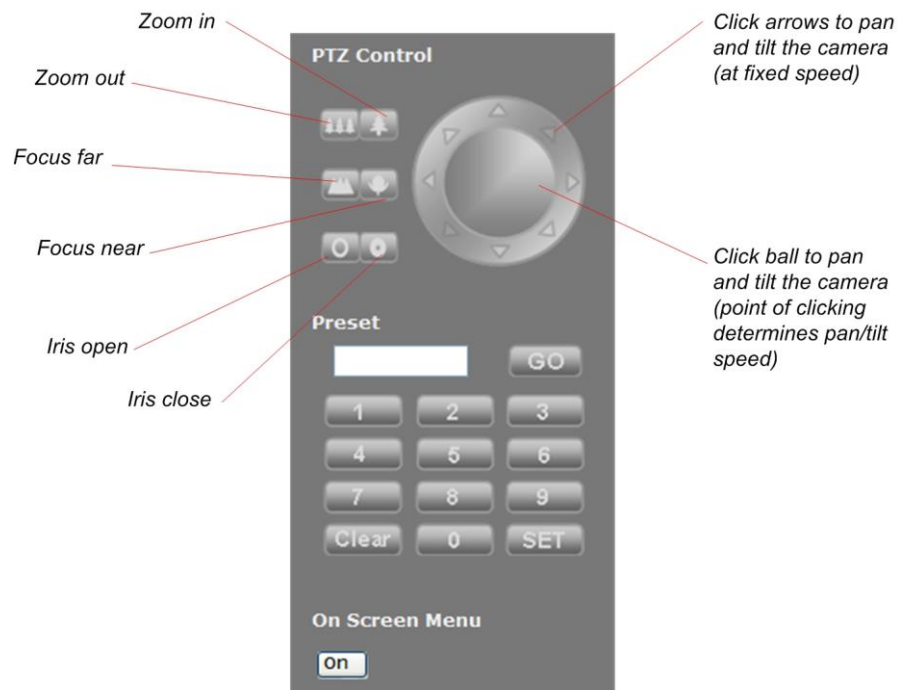 Zoom in
Zoom out
Focus far
Focus near
Iris open
Iris close
PTZ Control
Preset
GO
1 2 3
4 5 6
7 8 9
Clear 0 SET
On Screen Menu
On
Click arrows to pan
and tilt the camera
(at fixed speed)
Click ball to pan
and tilt the camera
(point of clicking
determines pan/tilt
speed)